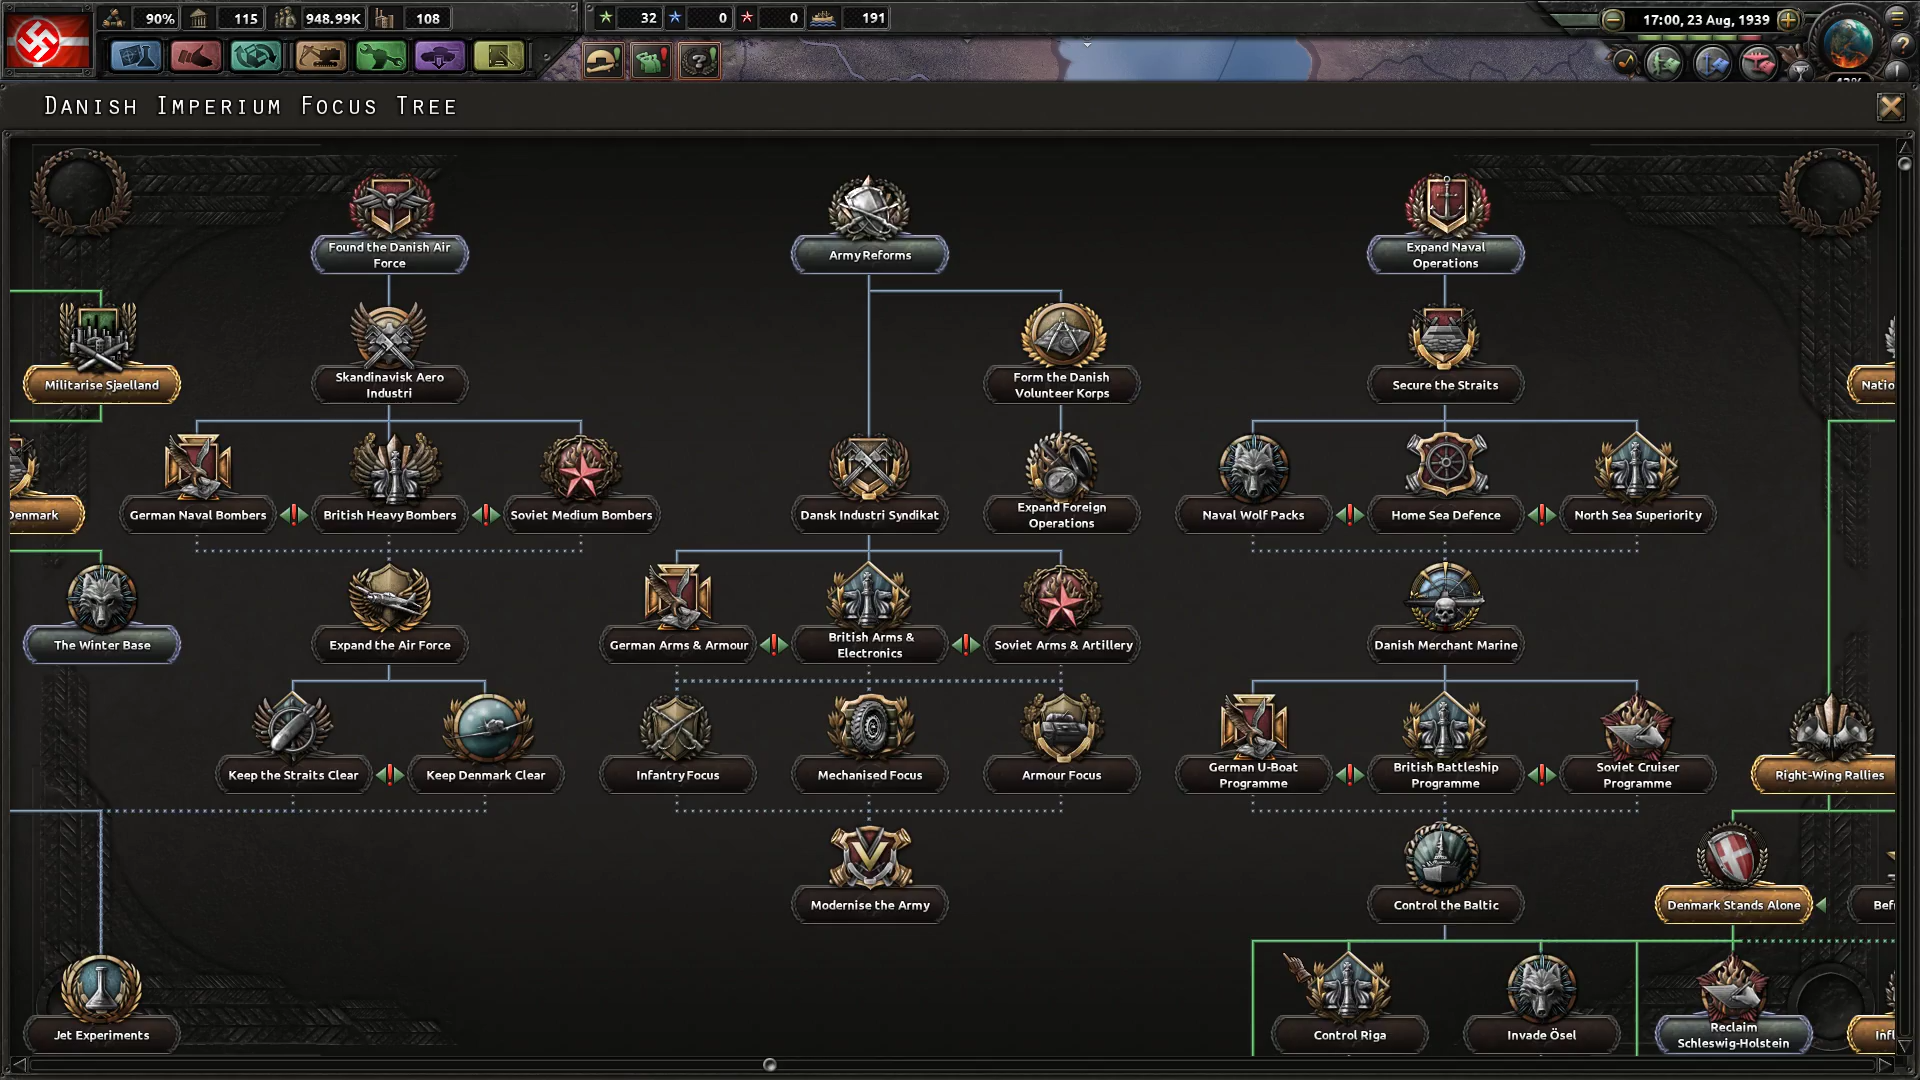 90% 115 948.99K 108 32 0 0 191 17:00, 23 Aug, 1939
Danish Imperium Focus Tree
Found the Danish Air
Force
Army Reforms
Expand Naval
Operations
Militarise Sjaelland
Skandinavisk Aero
Industri
Form the Danish
Volunteer Korps
Secure the Straits
Natio
Denmark
German Naval Bombers
British Heavy Bombers
Soviet Medium Bombers
Dansk Industri Syndikat
Expand Foreign
Operations
Naval Wolf Packs
Home Sea Defence
North Sea Superiority
The Winter Base
Expand the Air Force
German Arms & Armour
British Arms &
Electronics
Soviet Arms & Artillery
Danish Merchant Marine
Keep the Straits Clear
Keep Denmark Clear
Infantry Focus
Mechanised Focus
Armour Focus
German U-Boat
Programme
British Battleship
Programme
Soviet Cruiser
Programme
Right-Wing Rallies
Modernise the Army
Control the Baltic
Denmark Stands Alone
Bef
Jet Experiments
Control Riga
Invade Ösel
Reclaim
Schleswig-Holstein
Infl